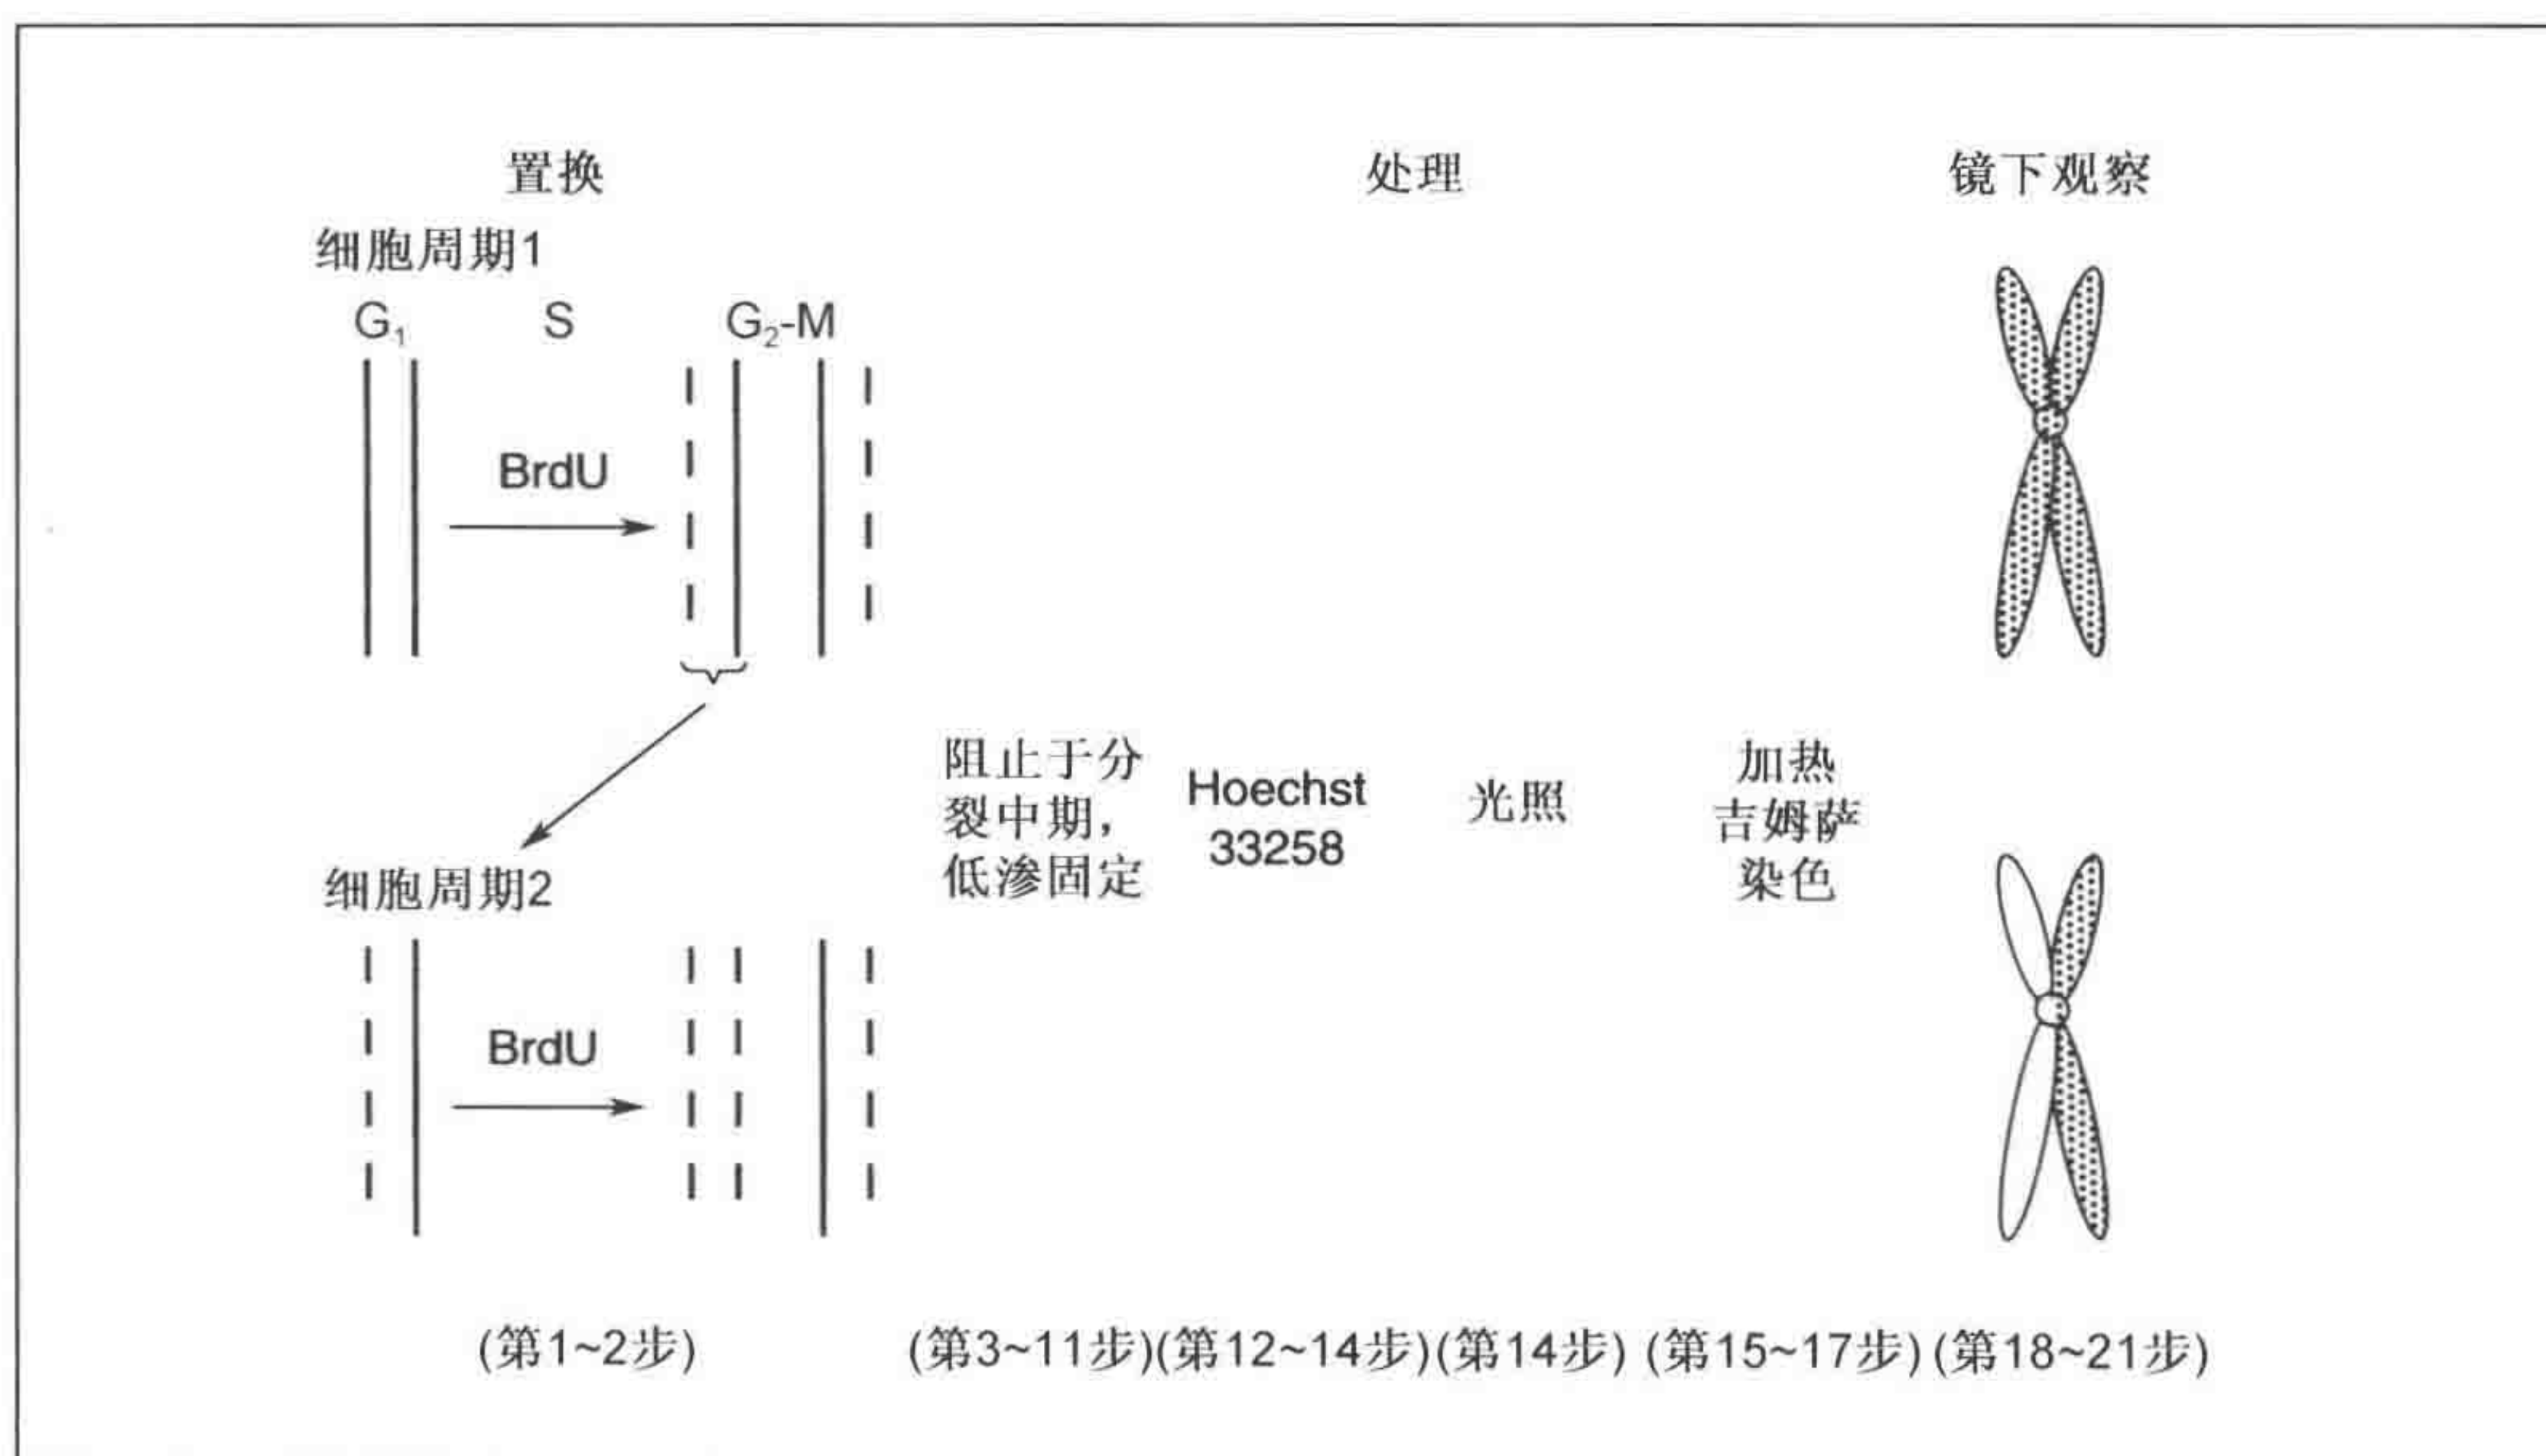 置换
处理
镜下观察
细胞周期1
G₁
S
G₂-M
BrdU
阻止于分
裂中期,
低渗固定
Hoechst
33258
光照
加热
吉姆萨
染色
细胞周期2
BrdU
(第1~2步)
(第3~11步)(第12~14步)(第14步) (第15~17步) (第18~21步)